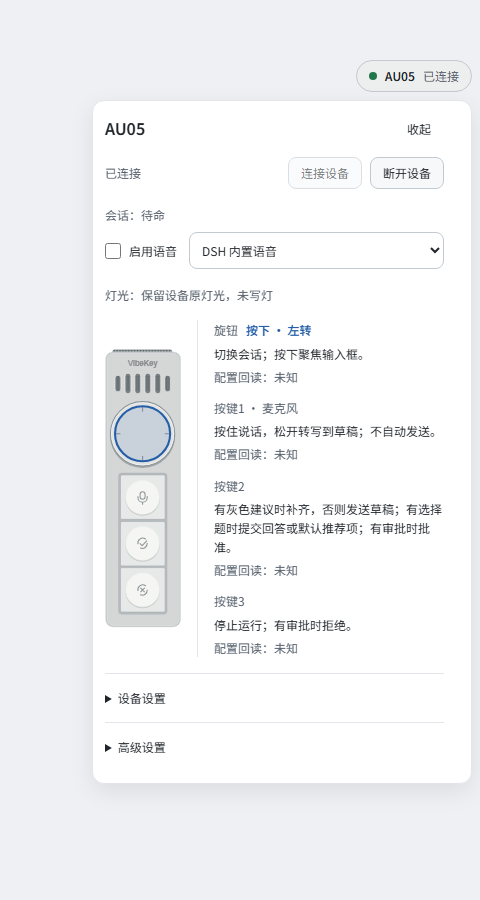 AU05 已连接
AU05
收起
已连接
连接设备
断开设备
会话：待命
启用语音
DSH 内置语音
灯光：保留设备原灯光，未写灯
VibeKey
旋钮 按下 · 左转
切换会话；按下聚焦输入框。
配置回读：未知
按键1 · 麦克风
按住说话，松开转写到草稿；不自动发送。
配置回读：未知
按键2
有灰色建议时补齐，否则发送草稿；有选择
题时提交回答或默认推荐项；有审批时批
准。
配置回读：未知
按键3
停止运行；有审批时拒绝。
配置回读：未知
设备设置
高级设置